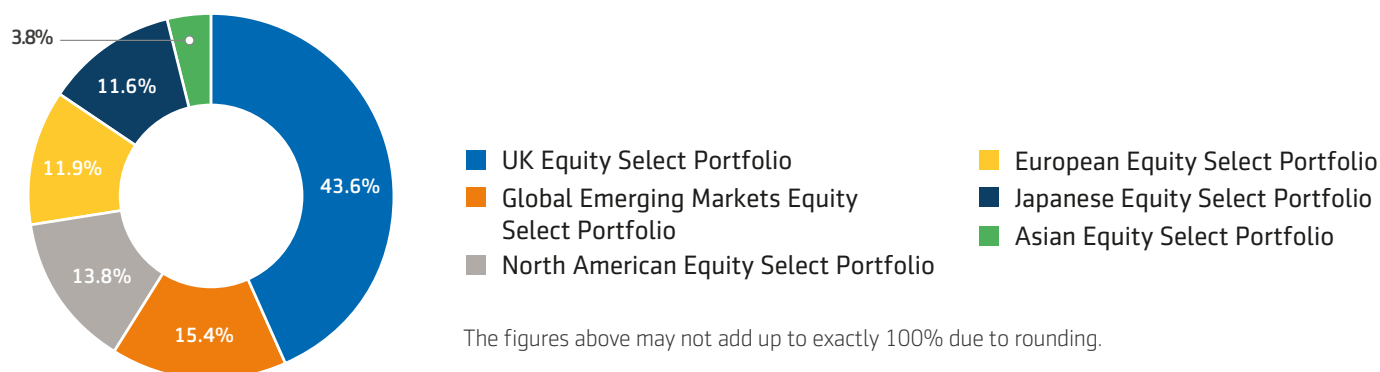 3.8%
11.6%
11.9%
43.6%
13.8%
15.4%
UK Equity Select Portfolio
Global Emerging Markets Equity
Select Portfolio
North American Equity Select Portfolio
European Equity Select Portfolio
Japanese Equity Select Portfolio
Asian Equity Select Portfolio
The figures above may not add up to exactly 100% due to rounding.